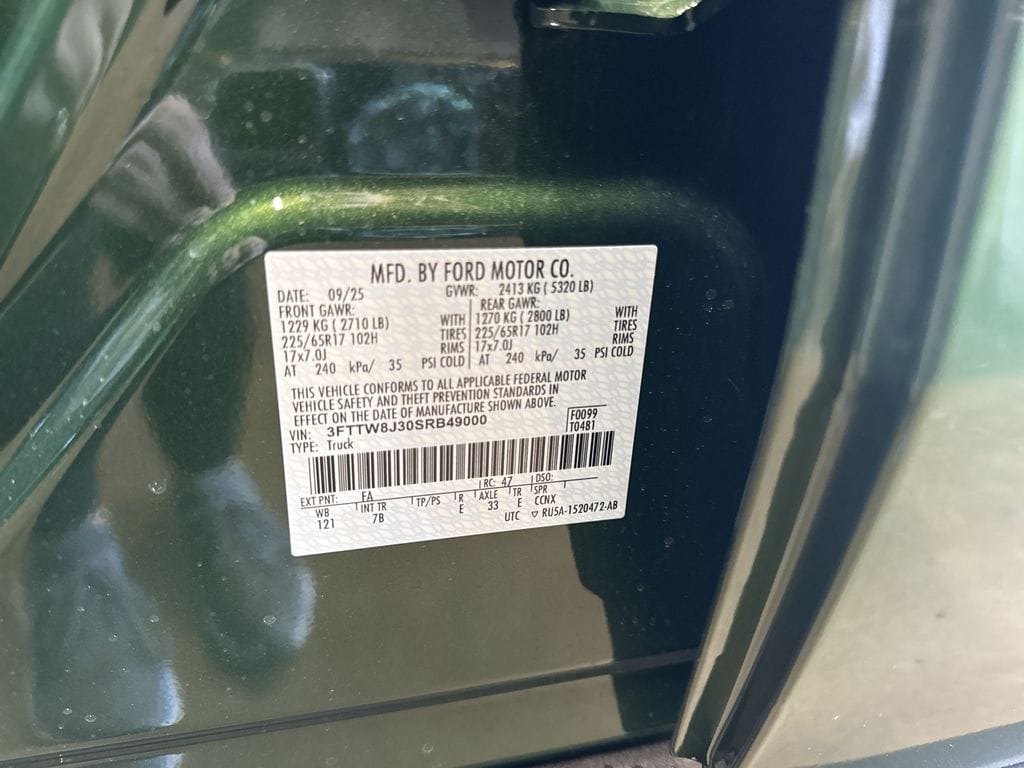 MFD. BY FORD MOTOR CO.
DATE: 09/25 GVWR: 2413 KG ( 5320 LB)
FRONT GAWR: REAR GAWR:
1229 KG ( 2710 LB) WITH 1270 KG ( 2800 LB) WITH
225/65R17 102H TIRES 225/65R17 102H TIRES
17x7.0J RIMS 17x7.0J RIMS
AT 240 kPa/ 35 PSI COLD AT 240 kPa/ 35 PSI COLD
THIS VEHICLE CONFORMS TO ALL APPLICABLE FEDERAL MOTOR
VEHICLE SAFETY AND THEFT PREVENTION STANDARDS IN
EFFECT ON THE DATE OF MANUFACTURE SHOWN ABOVE.
VIN: 3FTTW8J30SRB49000 F0099
TYPE: Truck T0481
EXT PNT: FA RC: 47 DSO:
WB INT TR TP/PS R AXLE TR SPR
121 7B E 33 E CCNX
UTC ▽ RU5A-1520472-AB